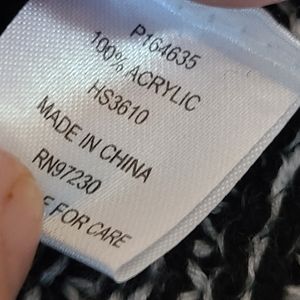 P164635
100% ACRYLIC
HS3610
MADE IN CHINA
RN97230
FOR CARE